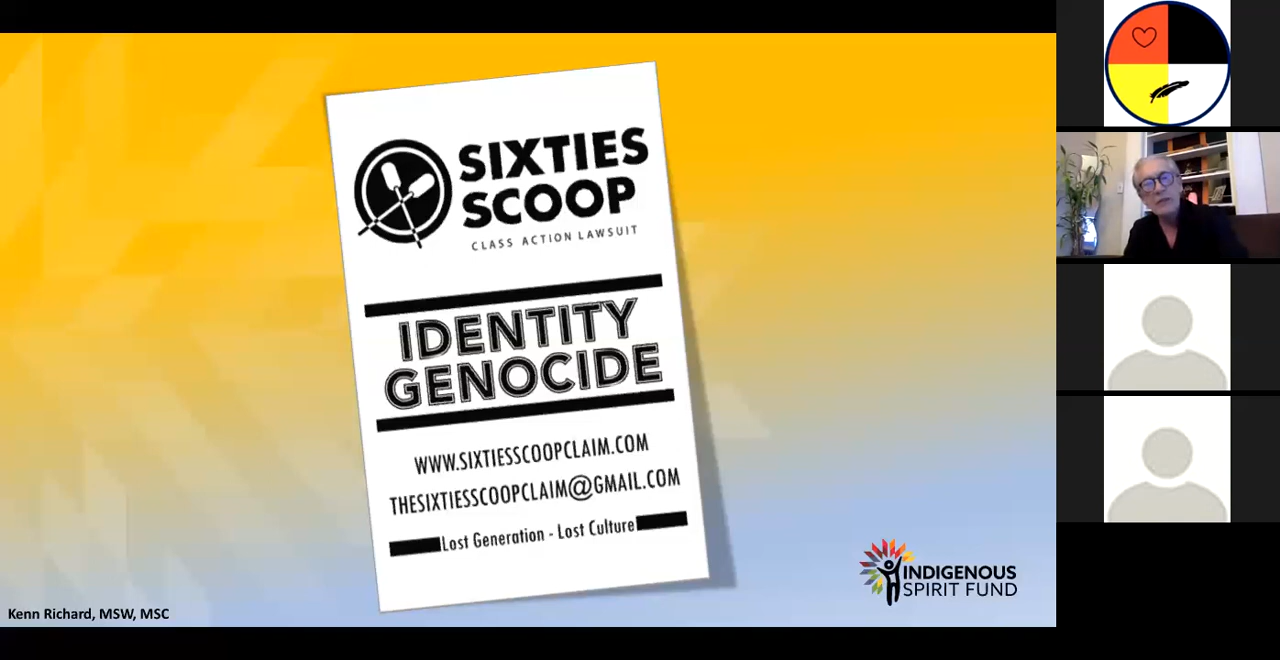 SIXTIES
SCOOP
CLASS ACTION LAWSUIT
IDENTITY
GENOCIDE
WWW.SIXTIESSCOOPCLAIM.COM
THESIXTIESSCOOPCLAIM@GMAIL.COM
Lost Generation - Lost Culture
INDIGENOUS
SPIRIT FUND
Kenn Richard, MSW, MSC